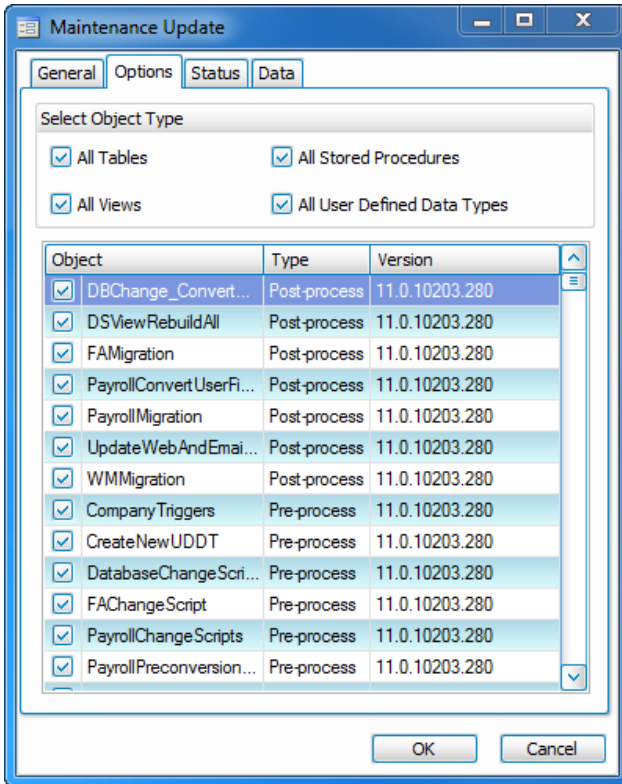 Maintenance Update
General Options Status Data
Select Object Type
All Tables All Stored Procedures
All Views All User Defined Data Types
Object Type Version
DBChange_Convert... Post-process 11.0.10203.280
DSViewRebuildAll Post-process 11.0.10203.280
FAMigration Post-process 11.0.10203.280
PayrollConvertUserFi... Post-process 11.0.10203.280
PayrollMigration Post-process 11.0.10203.280
UpdateWebAndEmai... Post-process 11.0.10203.280
WMMigration Post-process 11.0.10203.280
CompanyTriggers Pre-process 11.0.10203.280
CreateNewUDDT Pre-process 11.0.10203.280
DatabaseChangeScri... Pre-process 11.0.10203.280
FAChangeScript Pre-process 11.0.10203.280
PayrollChangeScripts Pre-process 11.0.10203.280
PayrollPreconversion... Pre-process 11.0.10203.280
OK Cancel